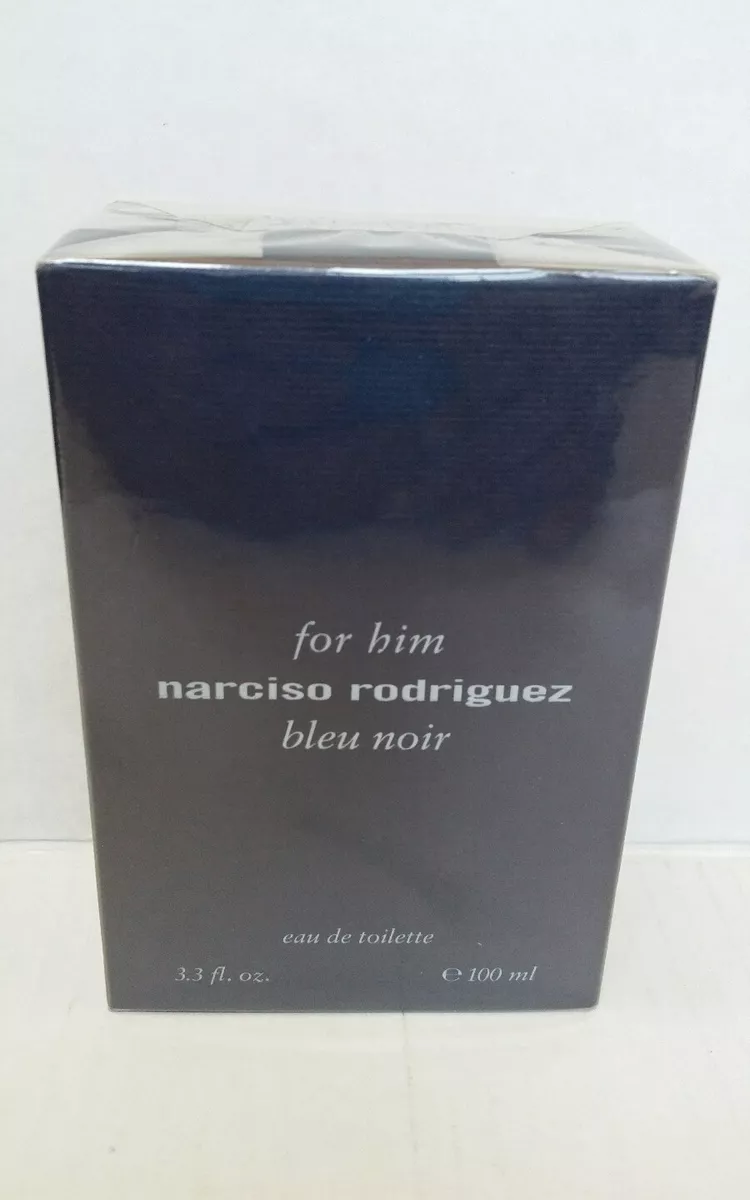 for him
narciso rodriguez
bleu noir
eau de toilette
3.3 fl. oz. ℮ 100 ml